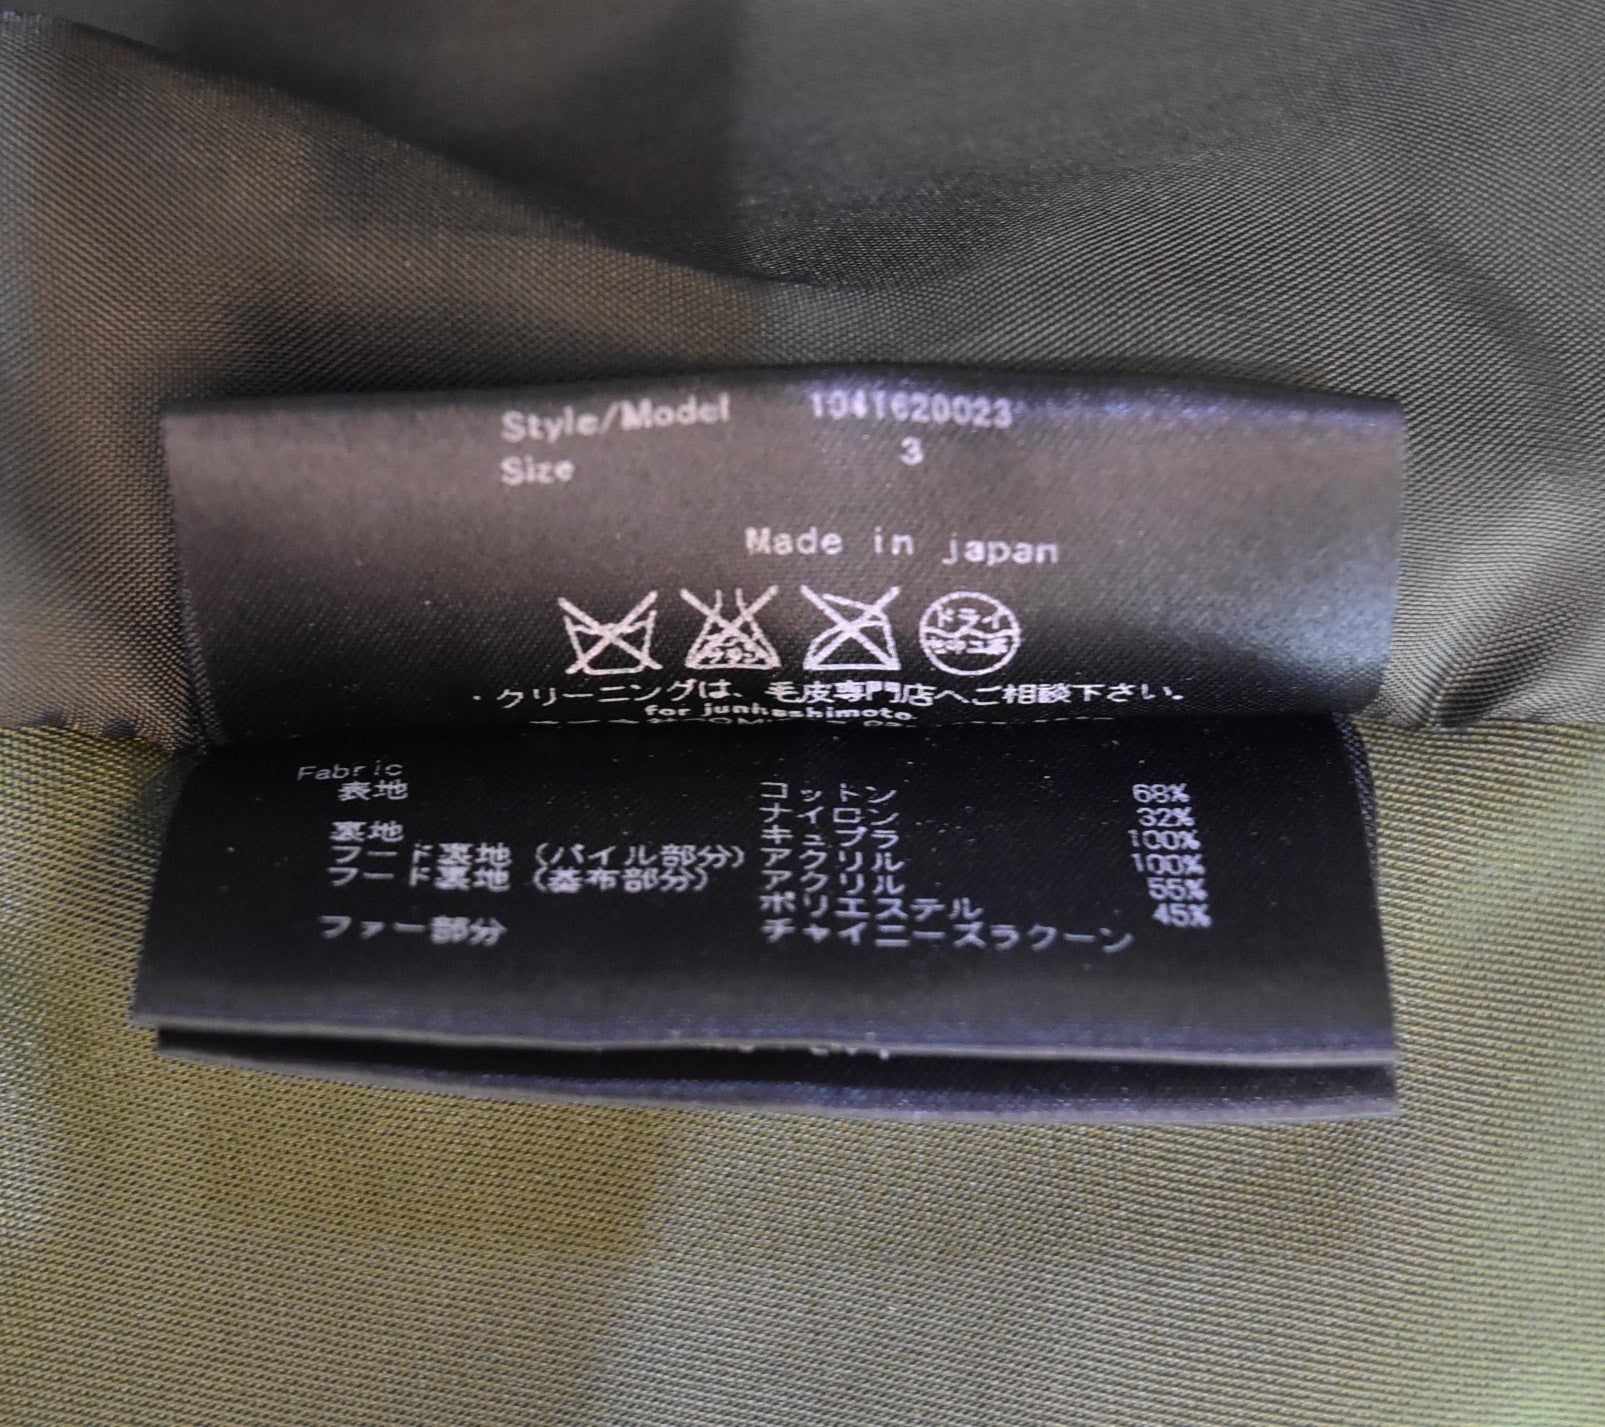 Style/Model 1041620023
Size 3
Made in japan
ドライ
・クリーニングは、毛皮専門店へご相談下さい。
for junhashimoto
Fabric
表地 コットン 68%
ナイロン 32%
裏地 キュプラ 100%
フード裏地(パイル部分) アクリル 100%
フード裏地(基布部分) アクリル 55%
ポリエステル 45%
ファー部分 チャイニーズラクーン